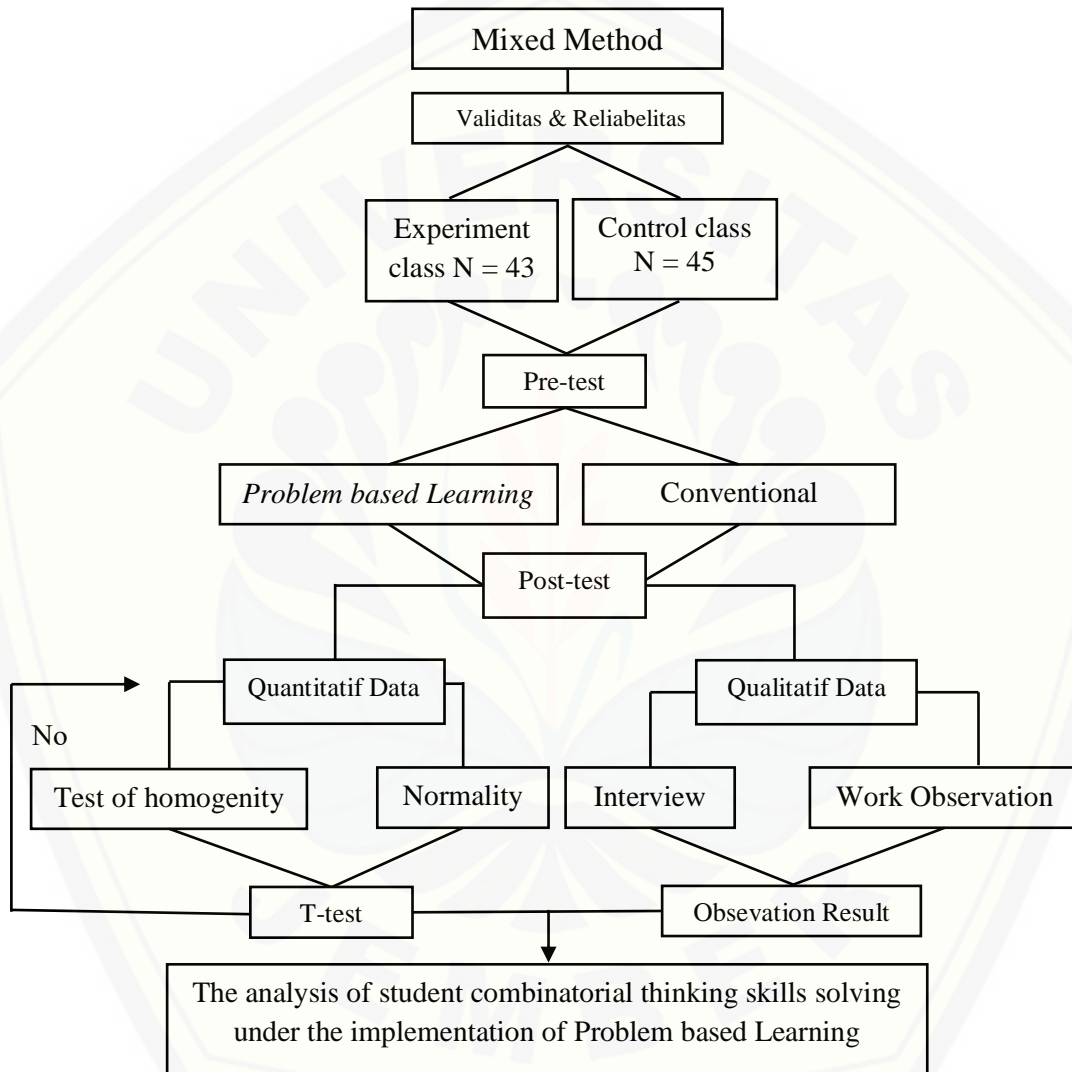 Mixed Method
Validitas & Reliabelitas
Experiment
class N = 43
Control class
N = 45
Pre-test
Problem based Learning
Conventional
Post-test
Quantitatif Data
Qualitatif Data
No
Test of homogenity
Normality
Interview
Work Observation
T-test
Obsevation Result
The analysis of student combinatorial thinking skills solving
under the implementation of Problem based Learning
UNIVERSITAS
JEMBER